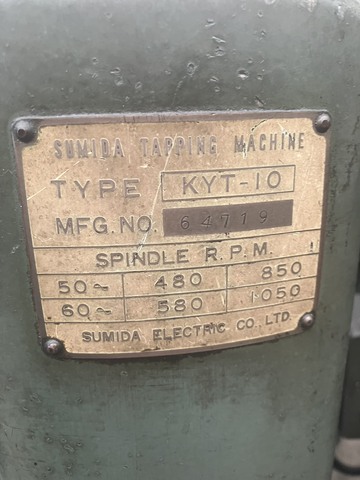 SUMIDA TAPPING MACHINE
TYPE KYT-10
MFG. NO. 64719
SPINDLE R.P.M.
50~ 480 850
60~ 580 1050
SUMIDA ELECTRIC CO. LTD.